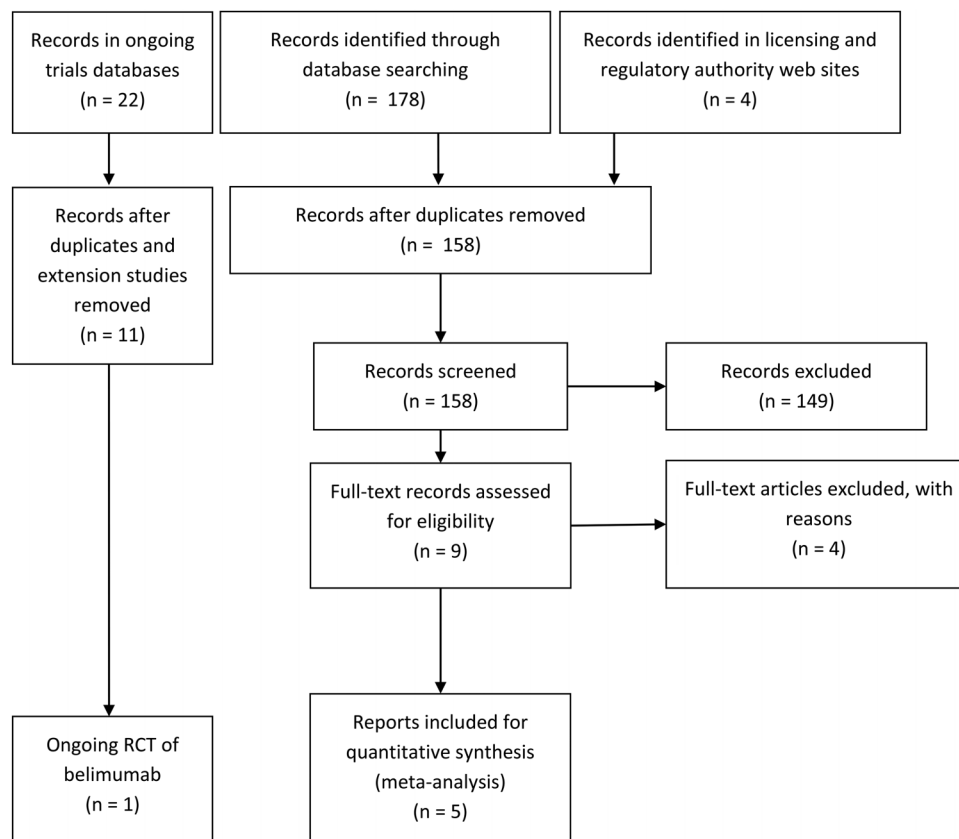 Records in ongoing
trials databases
(n = 22)
Records identified through
database searching
(n = 178)
Records identified in licensing and
regulatory authority web sites
(n = 4)
Records after
duplicates and
extension studies
removed
(n = 11)
Records after duplicates removed
(n = 158)
Records screened
(n = 158)
Records excluded
(n = 149)
Full-text records assessed
for eligibility
(n = 9)
Full-text articles excluded, with
reasons
(n = 4)
Ongoing RCT of
belimumab
(n = 1)
Reports included for
quantitative synthesis
(meta-analysis)
(n = 5)